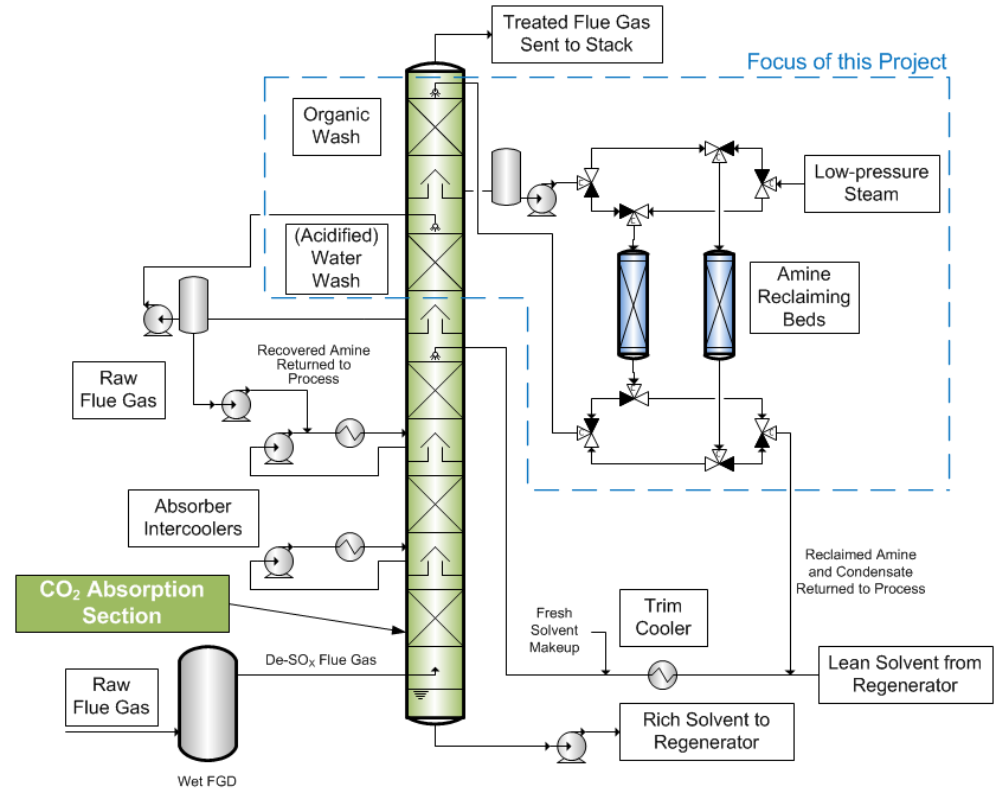 Treated Flue Gas
Sent to Stack
Focus of this Project
Organic
Wash
Low-pressure
Steam
(Acidified)
Water
Wash
Amine
Reclaiming
Beds
Recovered Amine
Returned to
Process
Raw
Flue Gas
Absorber
Intercoolers
Reclaimed Amine
and Condensate
Returned to Process
CO₂ Absorption
Section
Fresh
Solvent
Makeup
Trim
Cooler
De-SOₓ Flue Gas
Raw
Flue Gas
Lean Solvent from
Regenerator
Rich Solvent to
Regenerator
Wet FGD